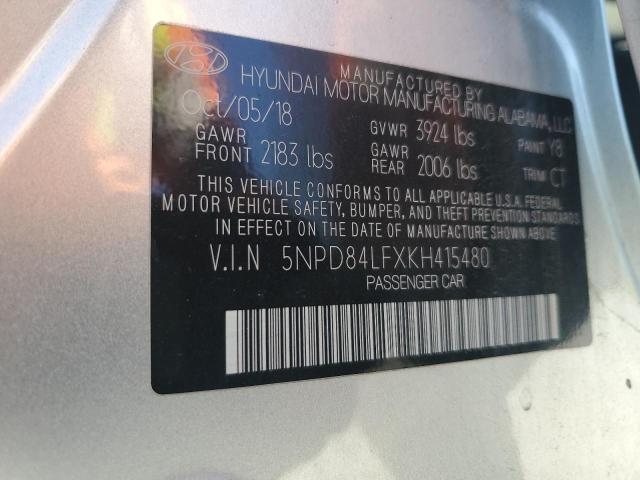 MANUFACTURED BY
HYUNDAI MOTOR MANUFACTURING ALABAMA, LLC
Oct/05/18 GVWR 3924 lbs PAINT Y8
GAWR FRONT 2183 lbs GAWR REAR 2006 lbs TRIM CT
THIS VEHICLE CONFORMS TO ALL APPLICABLE U.S.A. FEDERAL
MOTOR VEHICLE SAFETY, BUMPER, AND THEFT PREVENTION STANDARDS
IN EFFECT ON THE DATE OF MANUFACTURE SHOWN ABOVE.
V.I.N 5NPD84LFXKH415480
PASSENGER CAR